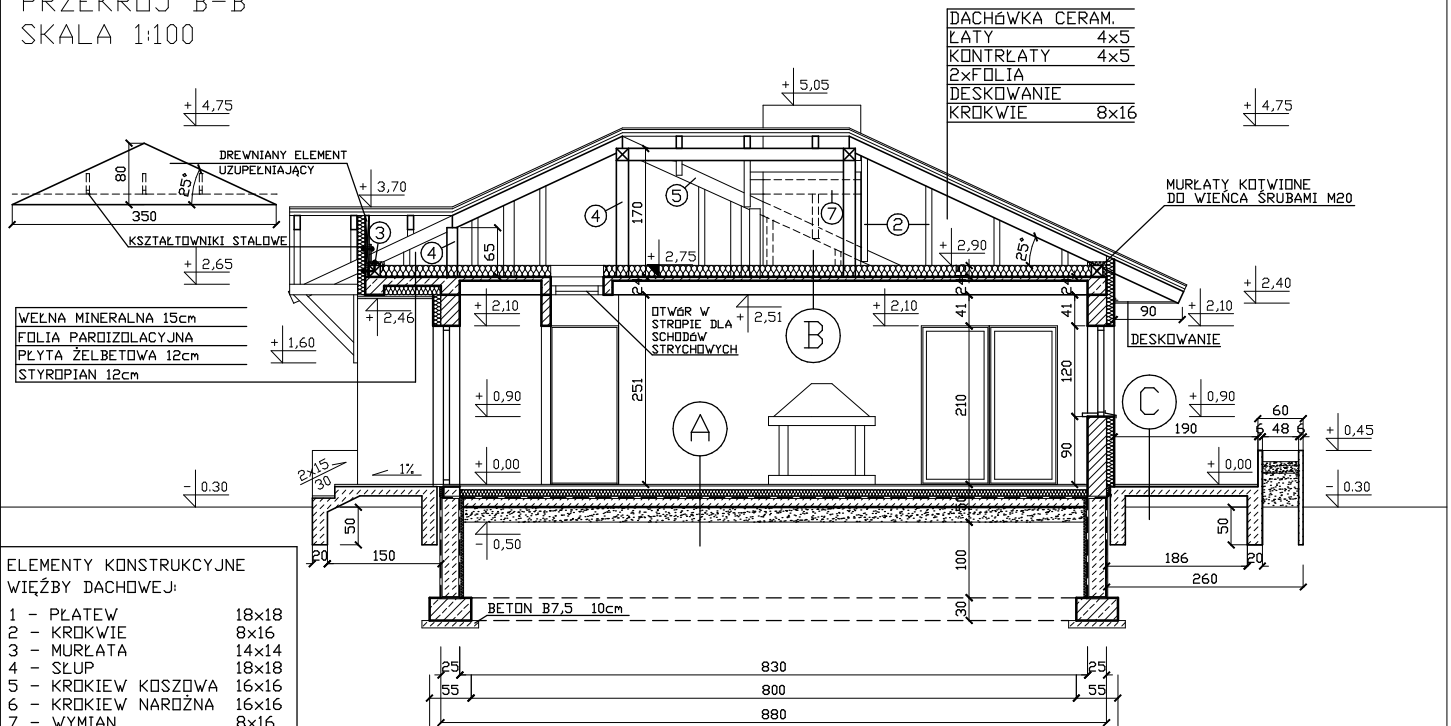 PRZEKRÓJ B-B
SKALA 1:100
DACHÓWKA CERAM.
ŁATY 4x5
KONTRŁATY 4x5
2xFOLIA
DESKOWANIE
KROKWIE 8x16
+ 5,05
+ 4,75
+ 4,75
DREWNIANY ELEMENT
UZUPEŁNIAJĄCY
80
25°
350
+ 3,70
KSZTAŁTOWNIKI STALOWE
+ 2,65
MURŁATY KOTWIONE
DO WIEŃCA ŚRUBAMI M20
3
4
65
4
170
5
7
2
+ 2,75
+ 2,90
25°
+ 2,40
WEŁNA MINERALNA 15cm
FOLIA PAROIZOLACYJNA
PŁYTA ŻELBETOWA 12cm
STYROPIAN 12cm
+ 2,46
+ 2,10
+ 2,51
+ 2,10
41
41
90
+ 2,10
+ 1,60
OTWÓR W
STROPIE DLA
SCHODÓW
STRYCHOWYCH
B
DESKOWANIE
251
210
120
+ 0,90
A
C
+ 0,90
60
190
6 48 6
+ 0,45
90
2x15
30
1%
+ 0,00
+ 0,00
- 0.30
- 0.30
50
50
50
- 0,50
20
150
100
186
20
260
BETON B7,5 10cm
30
25
830
25
55
800
55
880
ELEMENTY KONSTRUKCYJNE
WIĘŹBY DACHOWEJ:
1 - PŁATEW 18x18
2 - KROKWIE 8x16
3 - MURŁATA 14x14
4 - SŁUP 18x18
5 - KROKIEW KOSZOWA 16x16
6 - KROKIEW NAROŻNA 16x16
7 - WYMIAN 8x16